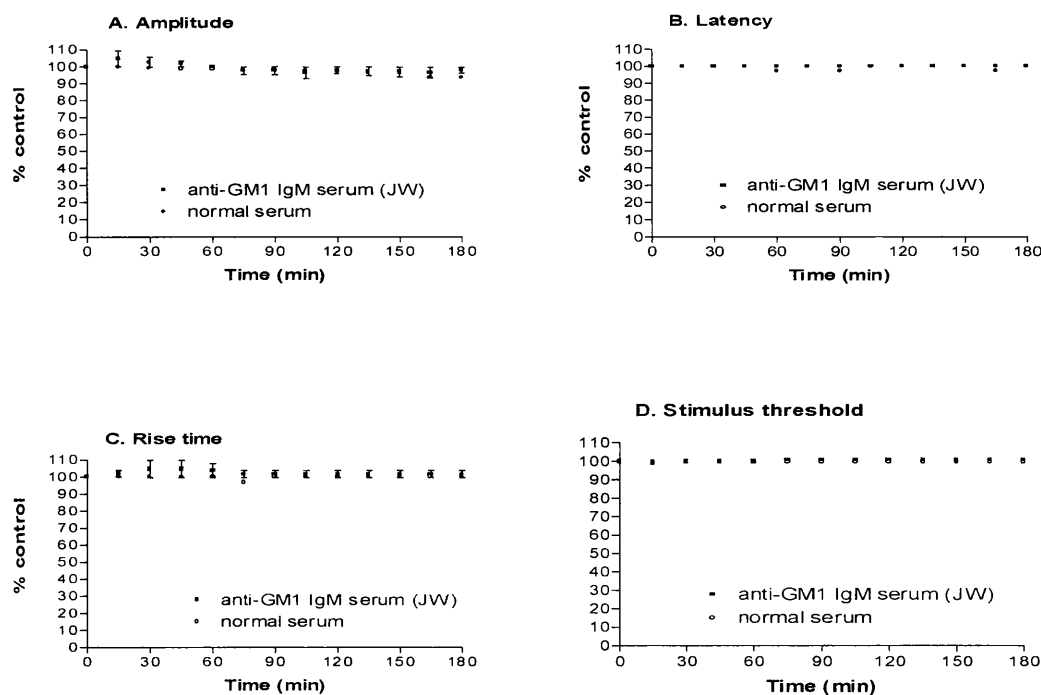 A. Amplitude
110
100
90
80
70
60
50
40
30
20
10
0
% control
anti-GM1 IgM serum (JW)
normal serum
0 30 60 90 120 150 180
Time (min)
B. Latency
110
100
90
80
70
60
50
40
30
20
10
0
% control
anti-GM1 IgM serum (JW)
normal serum
0 30 60 90 120 150 180
Time (min)
C. Rise time
110
100
90
80
70
60
50
40
30
20
10
0
% control
anti-GM1 IgM serum (JW)
normal serum
0 30 60 90 120 150 180
Time (min)
D. Stimulus threshold
110
100
90
80
70
60
50
40
30
20
10
0
% control
anti-GM1 IgM serum (JW)
normal serum
0 30 60 90 120 150 180
Time (min)